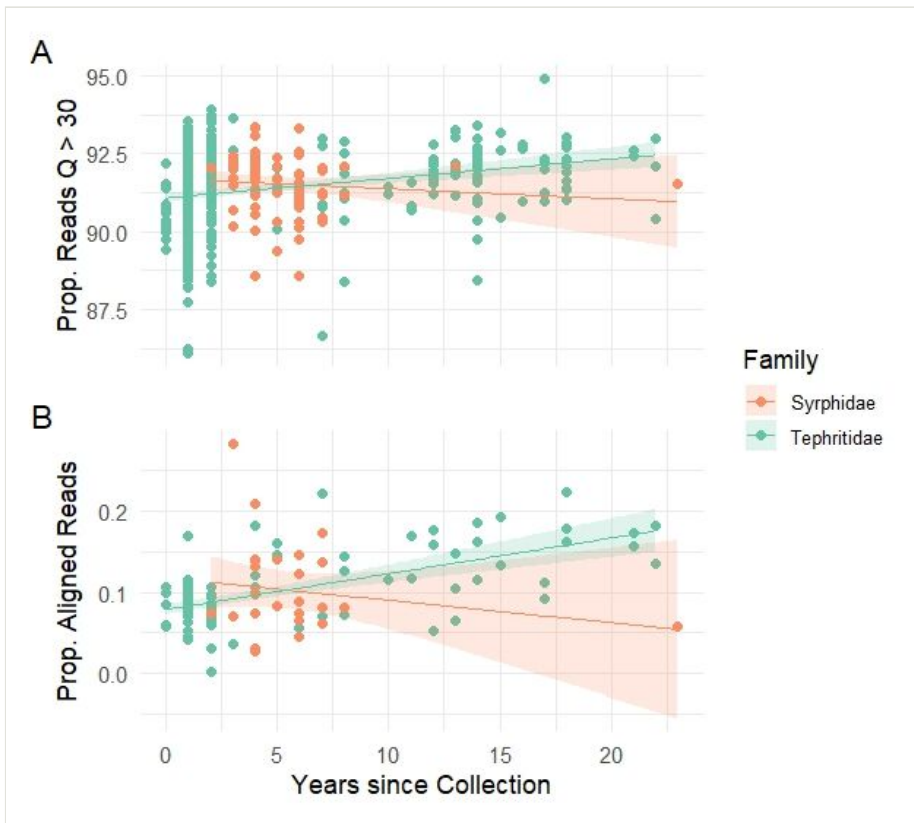 A
Prop. Reads Q > 30
95.0
92.5
90.0
87.5
B
Prop. Aligned Reads
0.2
0.1
0.0
0 5 10 15 20
Years since Collection
Family
Syrphidae
Tephritidae